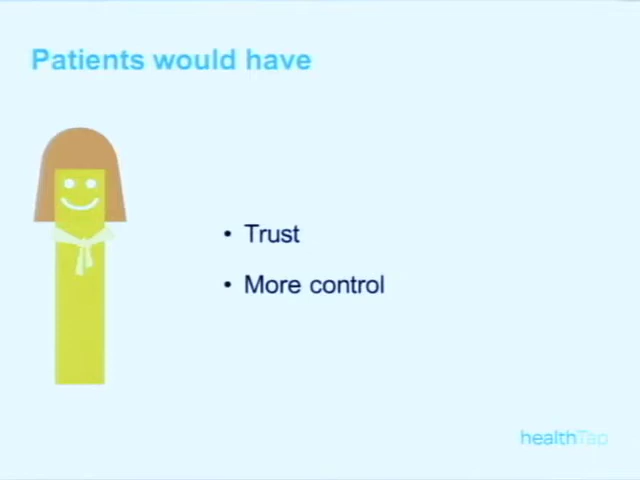 Patients would have
• Trust
• More control
healthTap